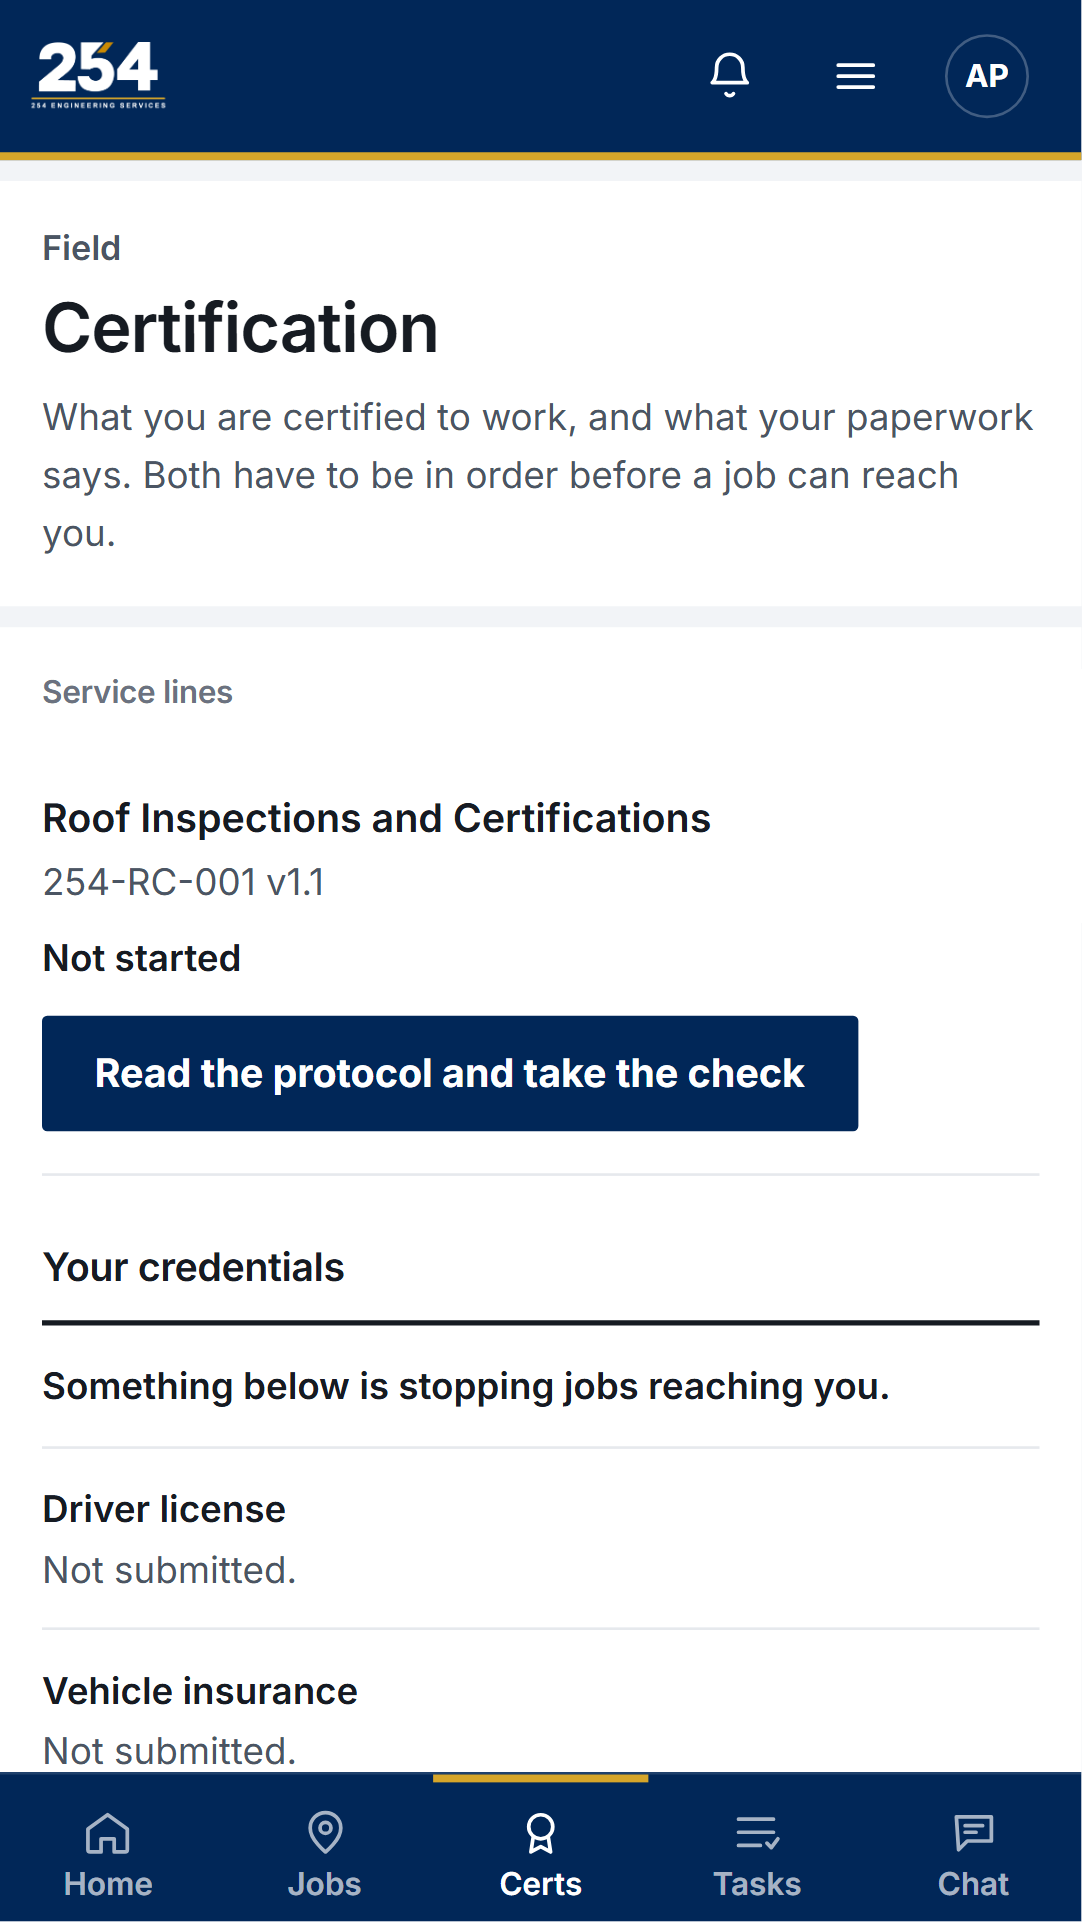 254
254 ENGINEERING SERVICES
AP
Field
Certification
What you are certified to work, and what your paperwork
says. Both have to be in order before a job can reach
you.
Service lines
Roof Inspections and Certifications
254-RC-001 v1.1
Not started
Read the protocol and take the check
Your credentials
Something below is stopping jobs reaching you.
Driver license
Not submitted.
Vehicle insurance
Not submitted.
Home
Jobs
Certs
Tasks
Chat